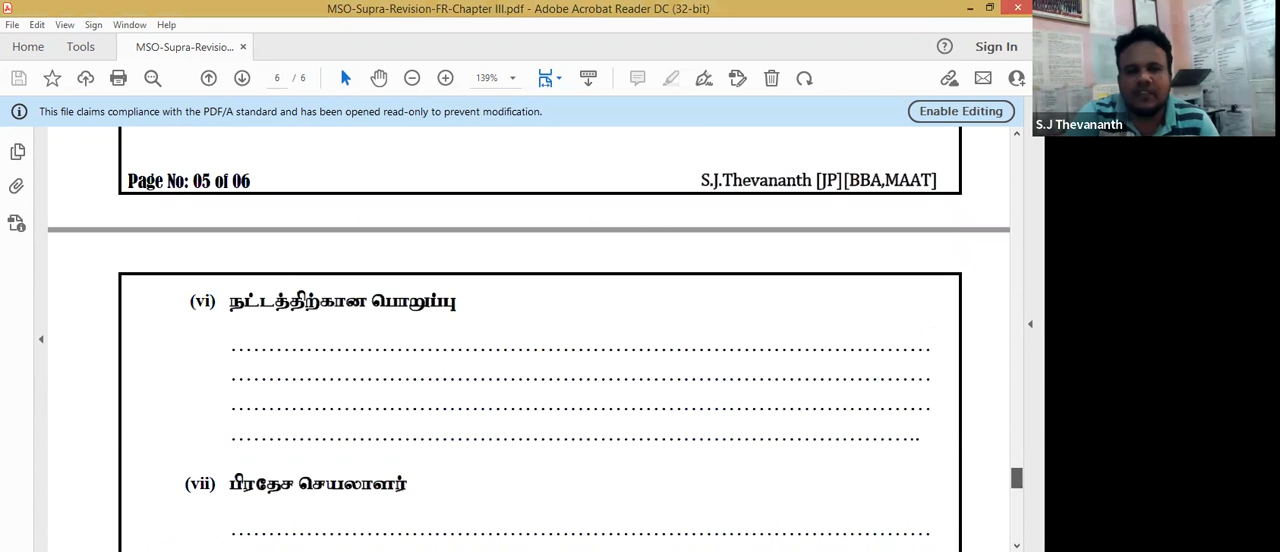 MSO-Supra-Revision-FR-Chapter III.pdf - Adobe Acrobat Reader DC (32-bit)
File Edit View Sign Window Help
Home Tools MSO-Supra-Revisio... × Sign In
6 / 6 139%
This file claims compliance with the PDF/A standard and has been opened read-only to prevent modification. Enable Editing
S.J Thevananth
Page No: 05 of 06 S.J.Thevananth [JP][BBA,MAAT]
(vi) நட்டத்திற்கான பொறுப்பு
(vii) பிரதேச செயலாளர்